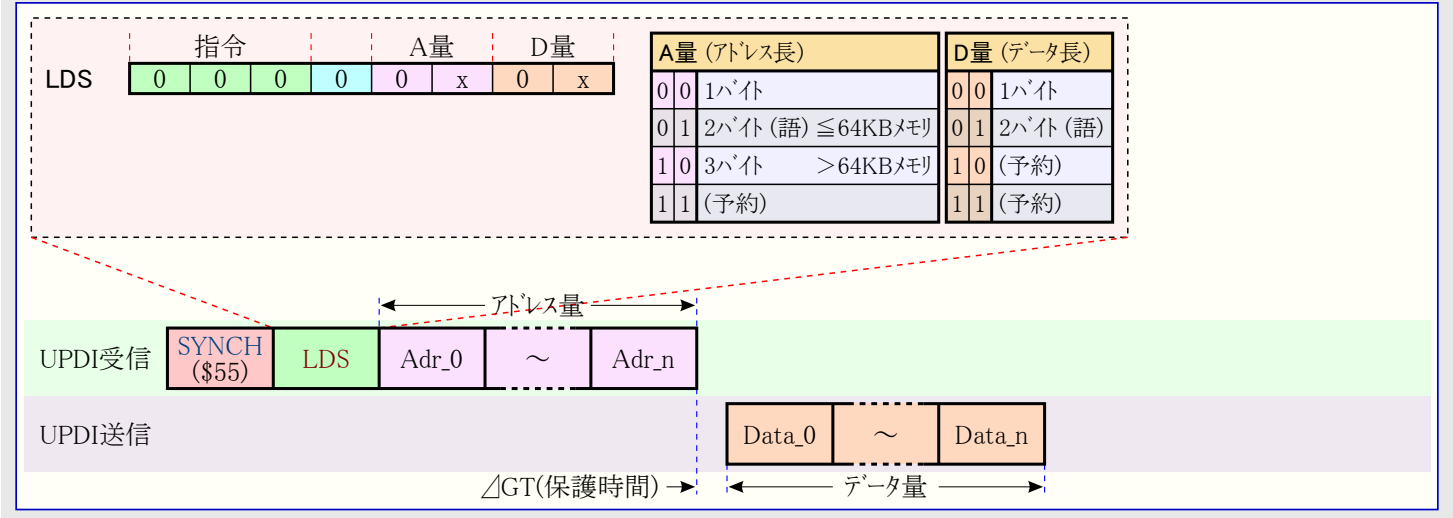 指令 A量 D量
LDS 0 0 0 0 0 x 0 x
A量 (アドレス長)
0 0 1バイト
0 1 2バイト (語) ≦64KBメモリ
1 0 3バイト >64KBメモリ
1 1 (予約)
D量 (データ長)
0 0 1バイト
0 1 2バイト (語)
1 0 (予約)
1 1 (予約)
アドレス量
UPDI受信 SYNCH ($55) LDS Adr_0 ～ Adr_n
UPDI送信 Data_0 ～ Data_n
⊿GT(保護時間) データ量